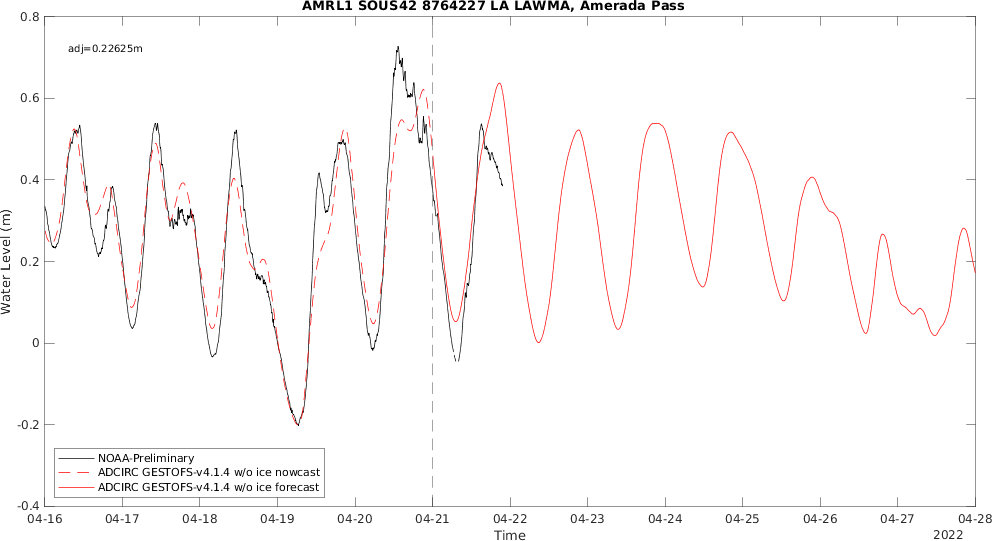 AMRL1 SOUS42 8764227 LA LAWMA, Amerada Pass
adj=0.22625m
0.8
0.6
0.4
0.2
0
-0.2
-0.4
Water Level (m)
NOAA-Preliminary
ADCIRC GESTOFS-v4.1.4 w/o ice nowcast
ADCIRC GESTOFS-v4.1.4 w/o ice forecast
04-16 04-17 04-18 04-19 04-20 04-21 04-22 04-23 04-24 04-25 04-26 04-27 04-28
Time
2022